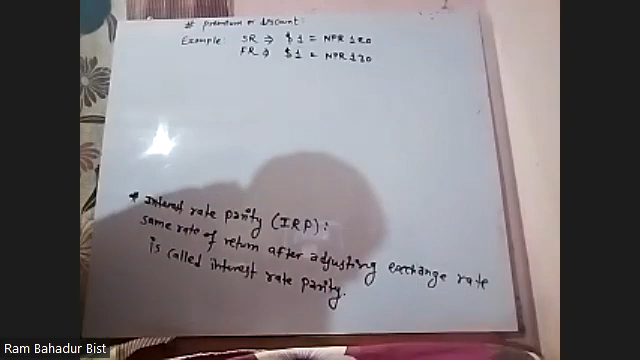 # premium or discount:
Example: SR ⇒ $1 = NPR 120
FR ⇒ $1 = NPR 130
* Interest rate parity (IRP):
same rate of return after adjusting exchange rate
is called interest rate parity.
Ram Bahadur Bist